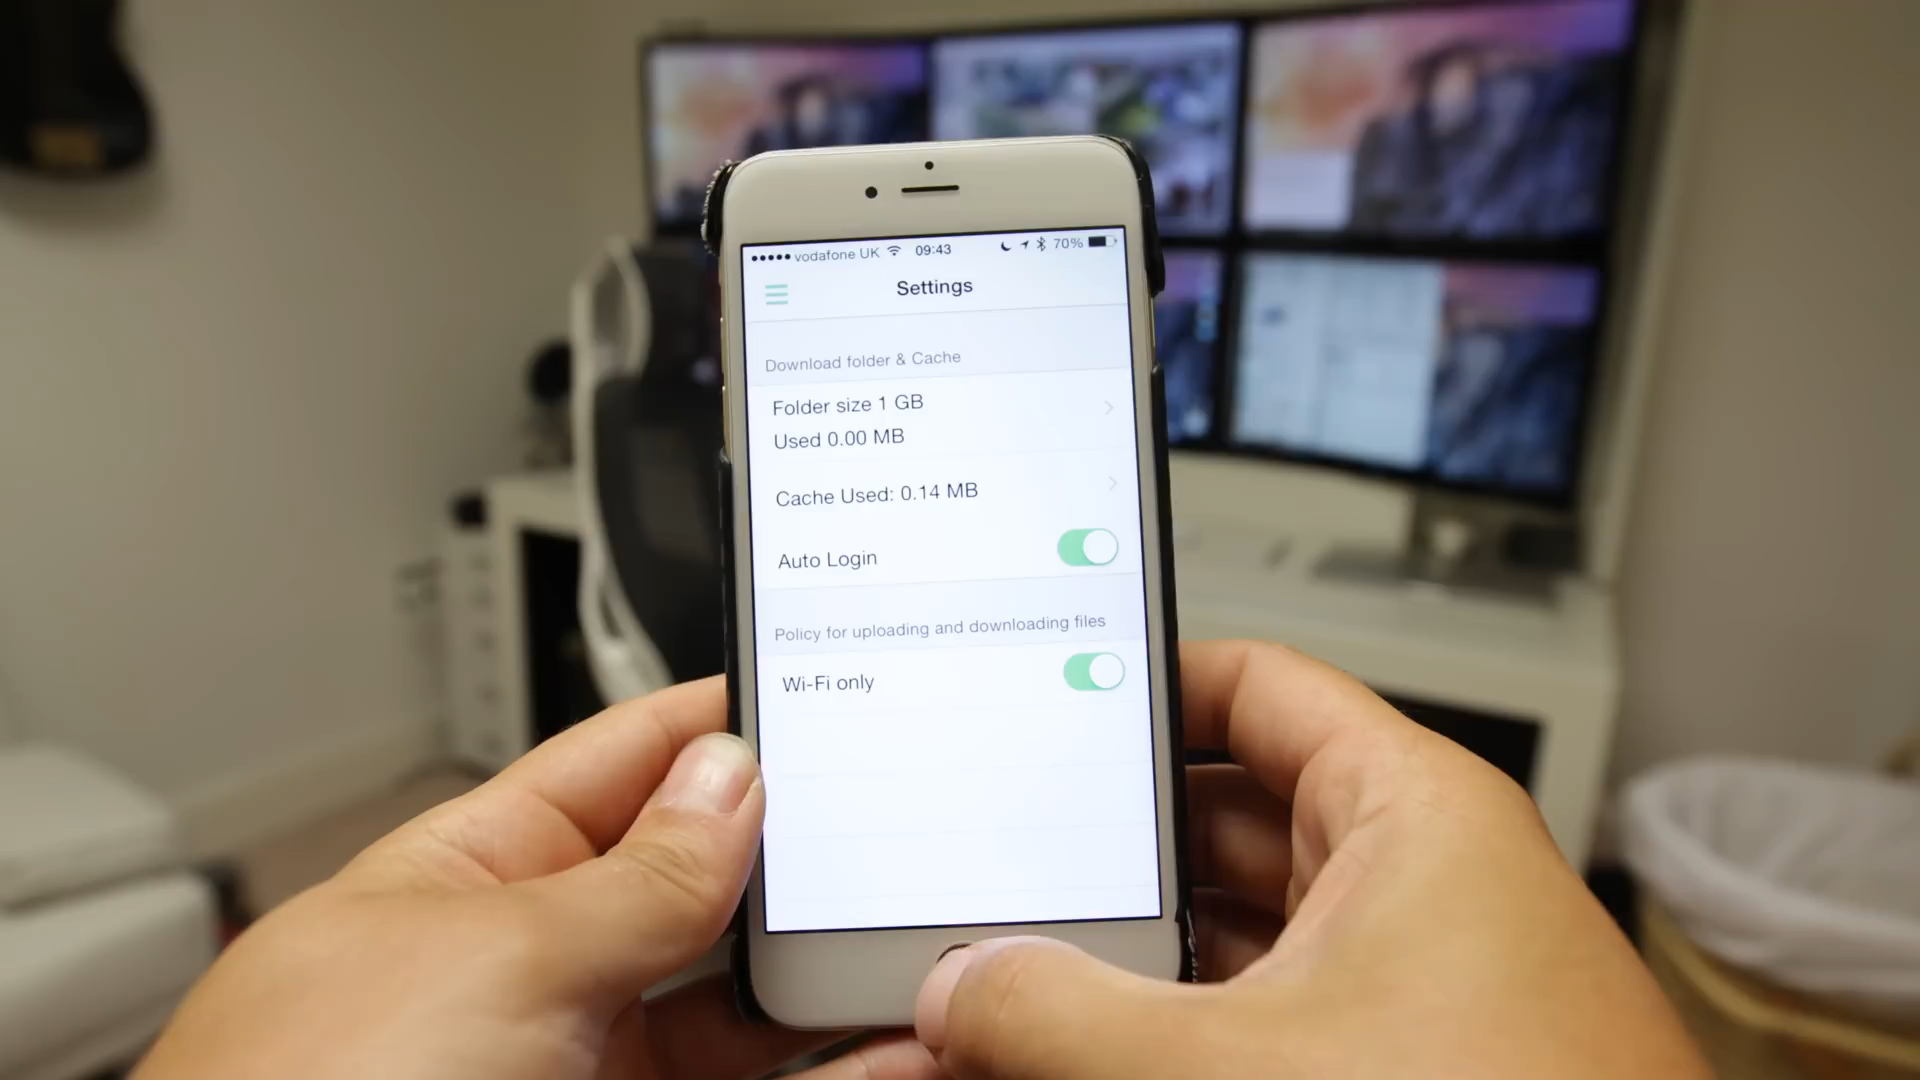 vodafone UK 09:43 70%
Settings
Download folder & Cache
Folder size 1 GB
Used 0.00 MB
Cache Used: 0.14 MB
Auto Login
Policy for uploading and downloading files
Wi-Fi only